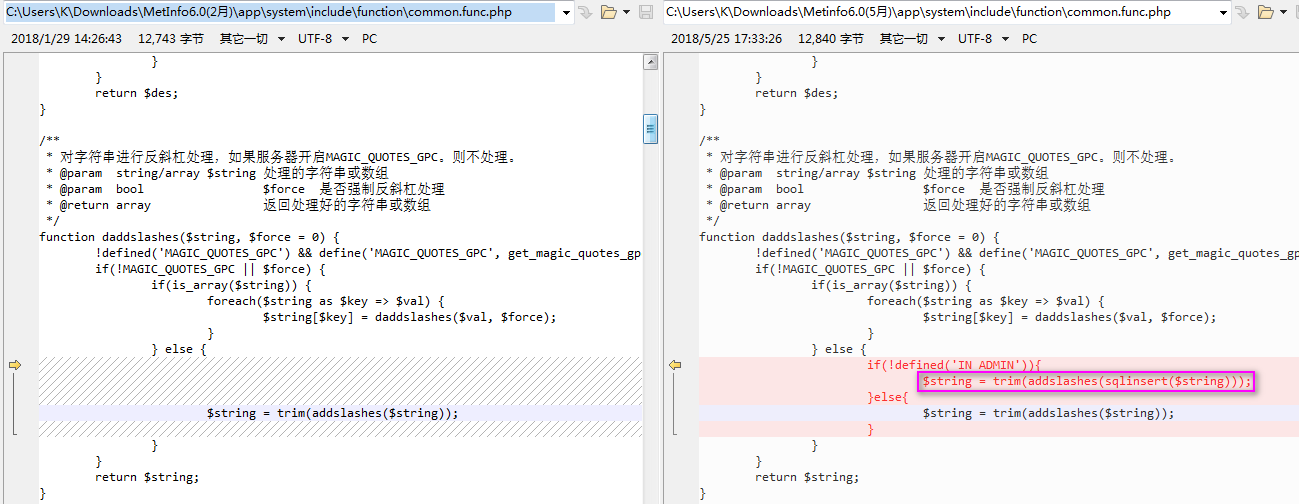 C:\Users\K\Downloads\MetInfo6.0(2月)\app\system\include\function\common.func.php
2018/1/29 14:26:43 12,743 字节 其它一切 UTF-8 PC
}
}
return $des;
}
/**
* 对字符串进行反斜杠处理，如果服务器开启MAGIC_QUOTES_GPC。则不处理。
* @param string/array $string 处理的字符串或数组
* @param bool $force 是否强制反斜杠处理
* @return array 返回处理好的字符串或数组
*/
function daddslashes($string, $force = 0) {
!defined('MAGIC_QUOTES_GPC') && define('MAGIC_QUOTES_GPC', get_magic_quotes_gp
if(!MAGIC_QUOTES_GPC || $force) {
if(is_array($string)) {
foreach($string as $key => $val) {
$string[$key] = daddslashes($val, $force);
}
} else {
$string = trim(addslashes($string));
}
}
return $string;
}
C:\Users\K\Downloads\Metinfo6.0(5月)\app\system\include\function\common.func.php
2018/5/25 17:33:26 12,840 字节 其它一切 UTF-8 PC
}
}
return $des;
}
/**
* 对字符串进行反斜杠处理，如果服务器开启MAGIC_QUOTES_GPC。则不处理。
* @param string/array $string 处理的字符串或数组
* @param bool $force 是否强制反斜杠处理
* @return array 返回处理好的字符串或数组
*/
function daddslashes($string, $force = 0) {
!defined('MAGIC_QUOTES_GPC') && define('MAGIC_QUOTES_GPC', get_magic_quotes_gp
if(!MAGIC_QUOTES_GPC || $force) {
if(is_array($string)) {
foreach($string as $key => $val) {
$string[$key] = daddslashes($val, $force);
}
} else {
if(!defined('IN_ADMIN')){
$string = trim(addslashes(sqlinsert($string)));
}else{
$string = trim(addslashes($string));
}
}
}
return $string;
}